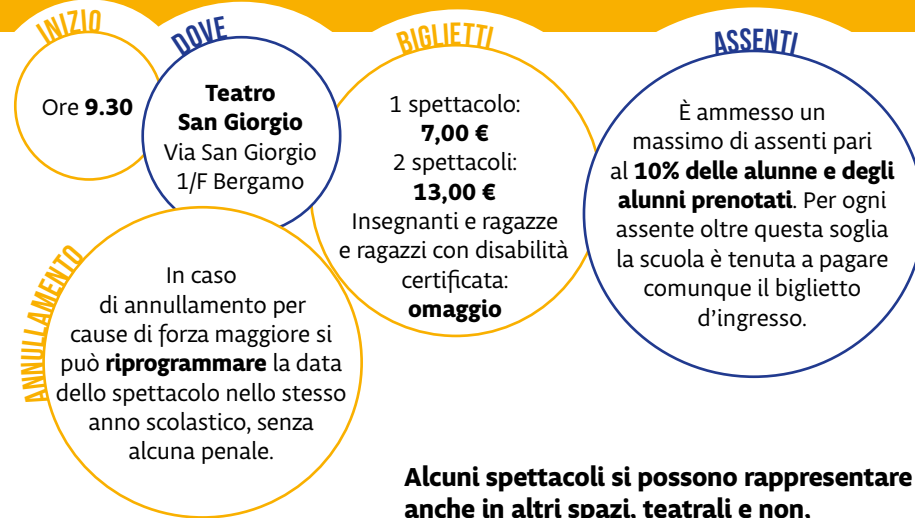 INIZIO
Ore 9.30
DOVE
Teatro
San Giorgio
Via San Giorgio
1/F Bergamo
BIGLIETTI
1 spettacolo:
7,00 €
2 spettacoli:
13,00 €
Insegnanti e ragazze
e ragazzi con disabilità
certificata:
omaggio
ASSENTI
È ammesso un
massimo di assenti pari
al 10% delle alunne e degli
alunni prenotati. Per ogni
assente oltre questa soglia
la scuola è tenuta a pagare
comunque il biglietto
d’ingresso.
ANNULLAMENTO
In caso
di annullamento per
cause di forza maggiore si
può riprogrammare la data
dello spettacolo nello stesso
anno scolastico, senza
alcuna penale.
Alcuni spettacoli si possono rappresentare
anche in altri spazi, teatrali e non,